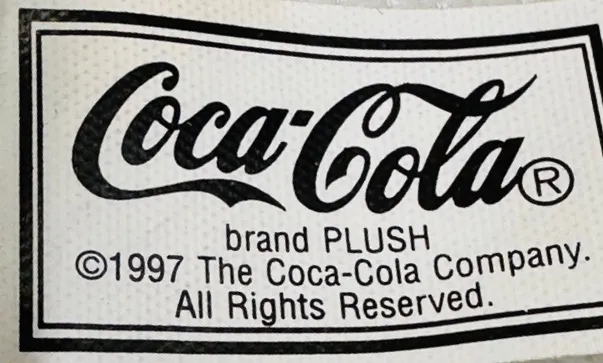 Coca-Cola®
brand PLUSH
©1997 The Coca-Cola Company.
All Rights Reserved.